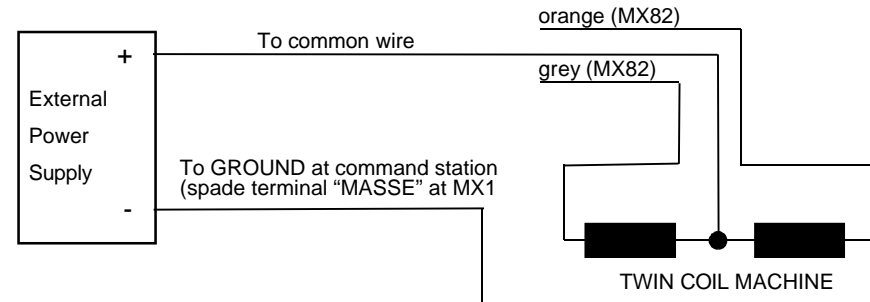 orange (MX82)
+
To common wire
grey (MX82)
External
Power
Supply
To GROUND at command station
(spade terminal “MASSE” at MX1
-
TWIN COIL MACHINE